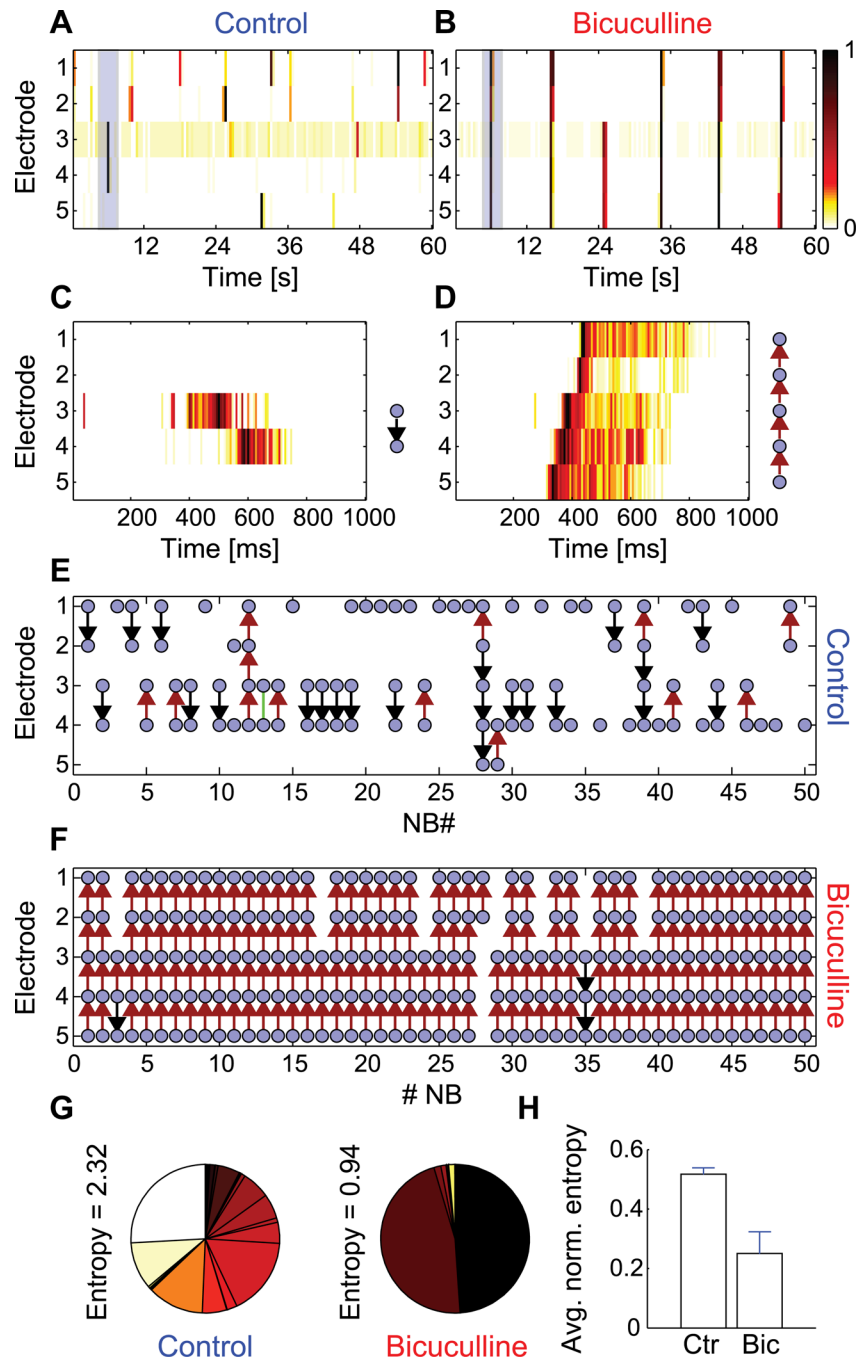 A Control B Bicuculline
Electrode
1
2
3
4
5
12 24 36 48 60
Time [s]
12 24 36 48 60
Time [s]
1
0
C D
Electrode
1
2
3
4
5
200 400 600 800 1000
Time [ms]
Electrode
1
2
3
4
5
200 400 600 800 1000
Time [ms]
E
Electrode
1
2
3
4
5
Control
0 5 10 15 20 25 30 35 40 45 50
NB#
F
Electrode
1
2
3
4
5
Bicuculline
0 5 10 15 20 25 30 35 40 45 50
# NB
G
Entropy = 2.32
Control
Entropy = 0.94
Bicuculline
H
Avg. norm. entropy
0.6
0.4
0.2
0
Ctr Bic